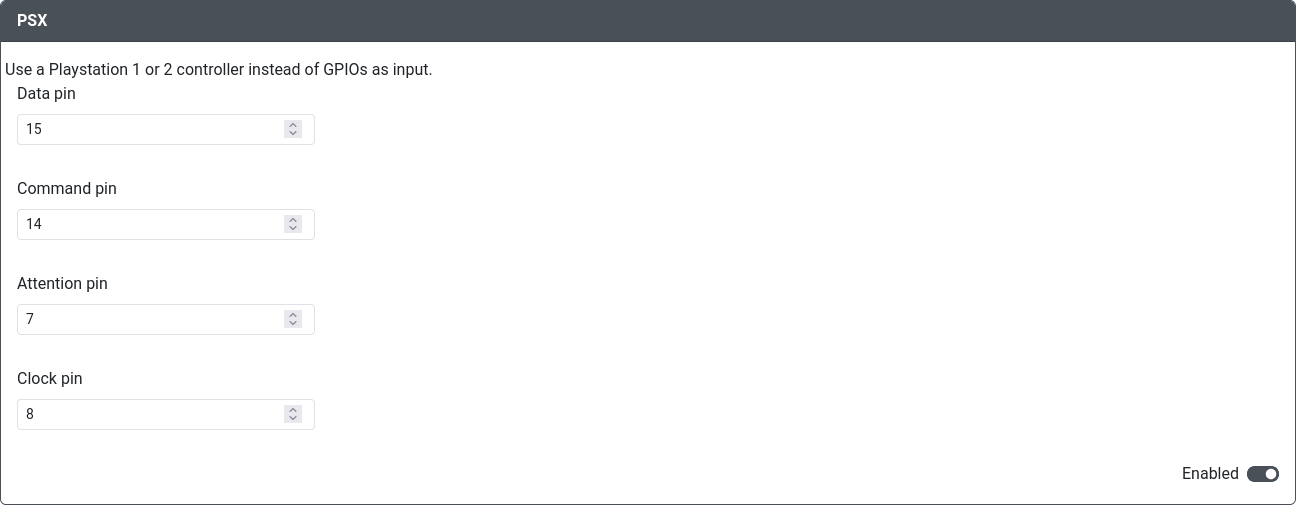 PSX
Use a Playstation 1 or 2 controller instead of GPIOs as input.
Data pin
15
Command pin
14
Attention pin
7
Clock pin
8
Enabled